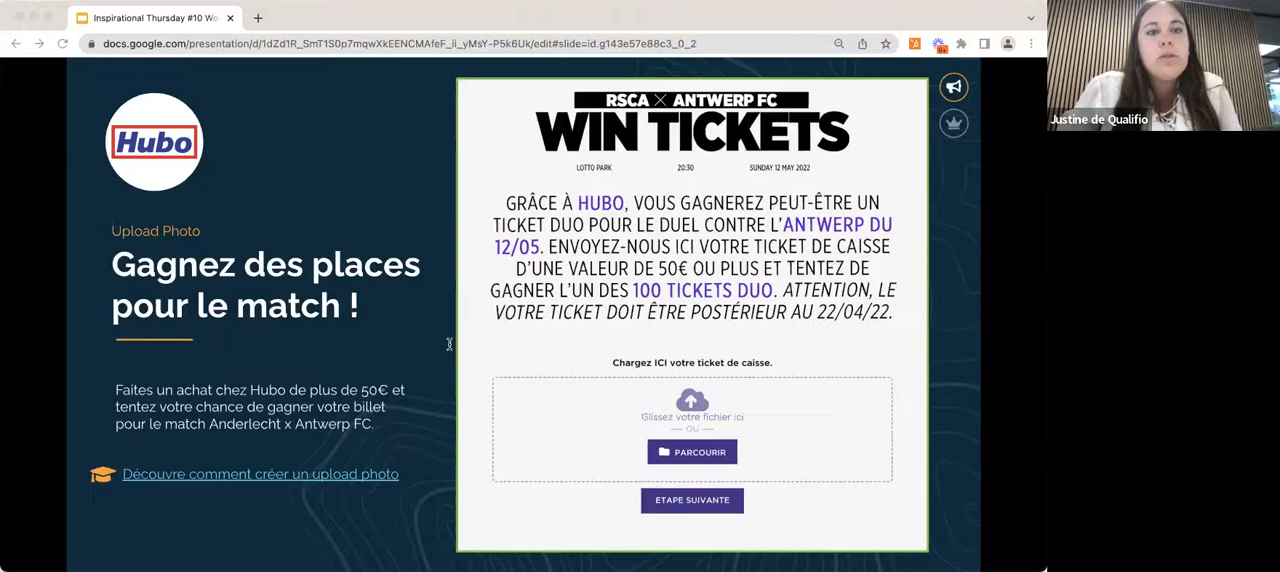 Inspirational Thursday #10 Wo
docs.google.com/presentation/d/1dZd1R_SmT1S0p7mqwXkEENCMAfeF_ii_yMsY-P5k6Uk/edit#slide=id.g143e57e88c3_0_2
9+
Justine de Qualifio
Hubo
Upload Photo
Gagnez des places
pour le match !
Faites un achat chez Hubo de plus de 50€ et
tentez votre chance de gagner votre billet
pour le match Anderlecht x Antwerp FC.
Découvre comment créer un upload photo
RSCA X ANTWERP FC
WIN TICKETS
LOTTO PARK 20:30 SUNDAY 12 MAY 2022
GRÂCE À HUBO, VOUS GAGNEREZ PEUT-ÊTRE UN
TICKET DUO POUR LE DUEL CONTRE L'ANTWERP DU
12/05. ENVOYEZ-NOUS ICI VOTRE TICKET DE CAISSE
D'UNE VALEUR DE 50€ OU PLUS ET TENTEZ DE
GAGNER L'UN DES 100 TICKETS DUO. ATTENTION, LE
VOTRE TICKET DOIT ÊTRE POSTÉRIEUR AU 22/04/22.
Chargez ICI votre ticket de caisse.
Glissez votre fichier ici
— ou —
PARCOURIR
ETAPE SUIVANTE